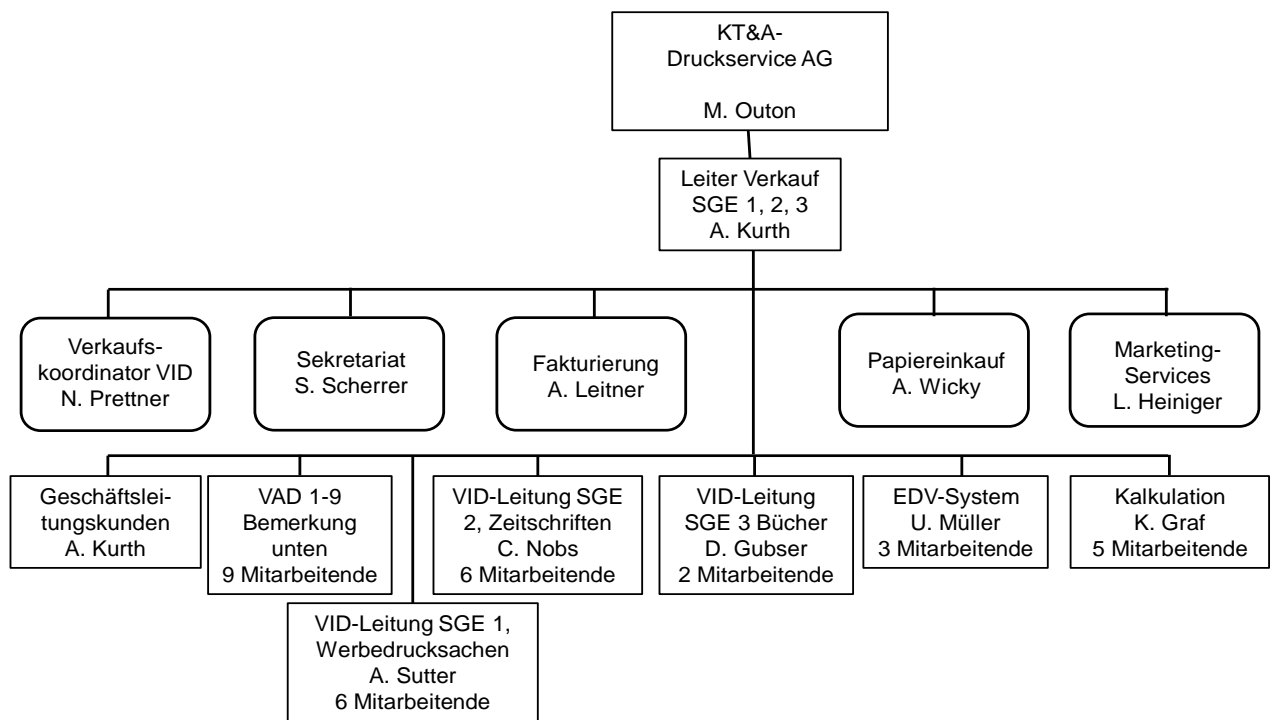 KT&A-
Druckservice AG
M. Outon
Leiter Verkauf
SGE 1, 2, 3
A. Kurth
Verkaufs-
koordinator VID
N. Prettner
Sekretariat
S. Scherrer
Fakturierung
A. Leitner
Papiereinkauf
A. Wicky
Marketing-
Services
L. Heiniger
Geschäftslei-
tungskunden
A. Kurth
VAD 1-9
Bemerkung
unten
9 Mitarbeitende
VID-Leitung SGE
2, Zeitschriften
C. Nobs
6 Mitarbeitende
VID-Leitung
SGE 3 Bücher
D. Gubser
2 Mitarbeitende
EDV-System
U. Müller
3 Mitarbeitende
Kalkulation
K. Graf
5 Mitarbeitende
VID-Leitung SGE 1,
Werbedrucksachen
A. Sutter
6 Mitarbeitende